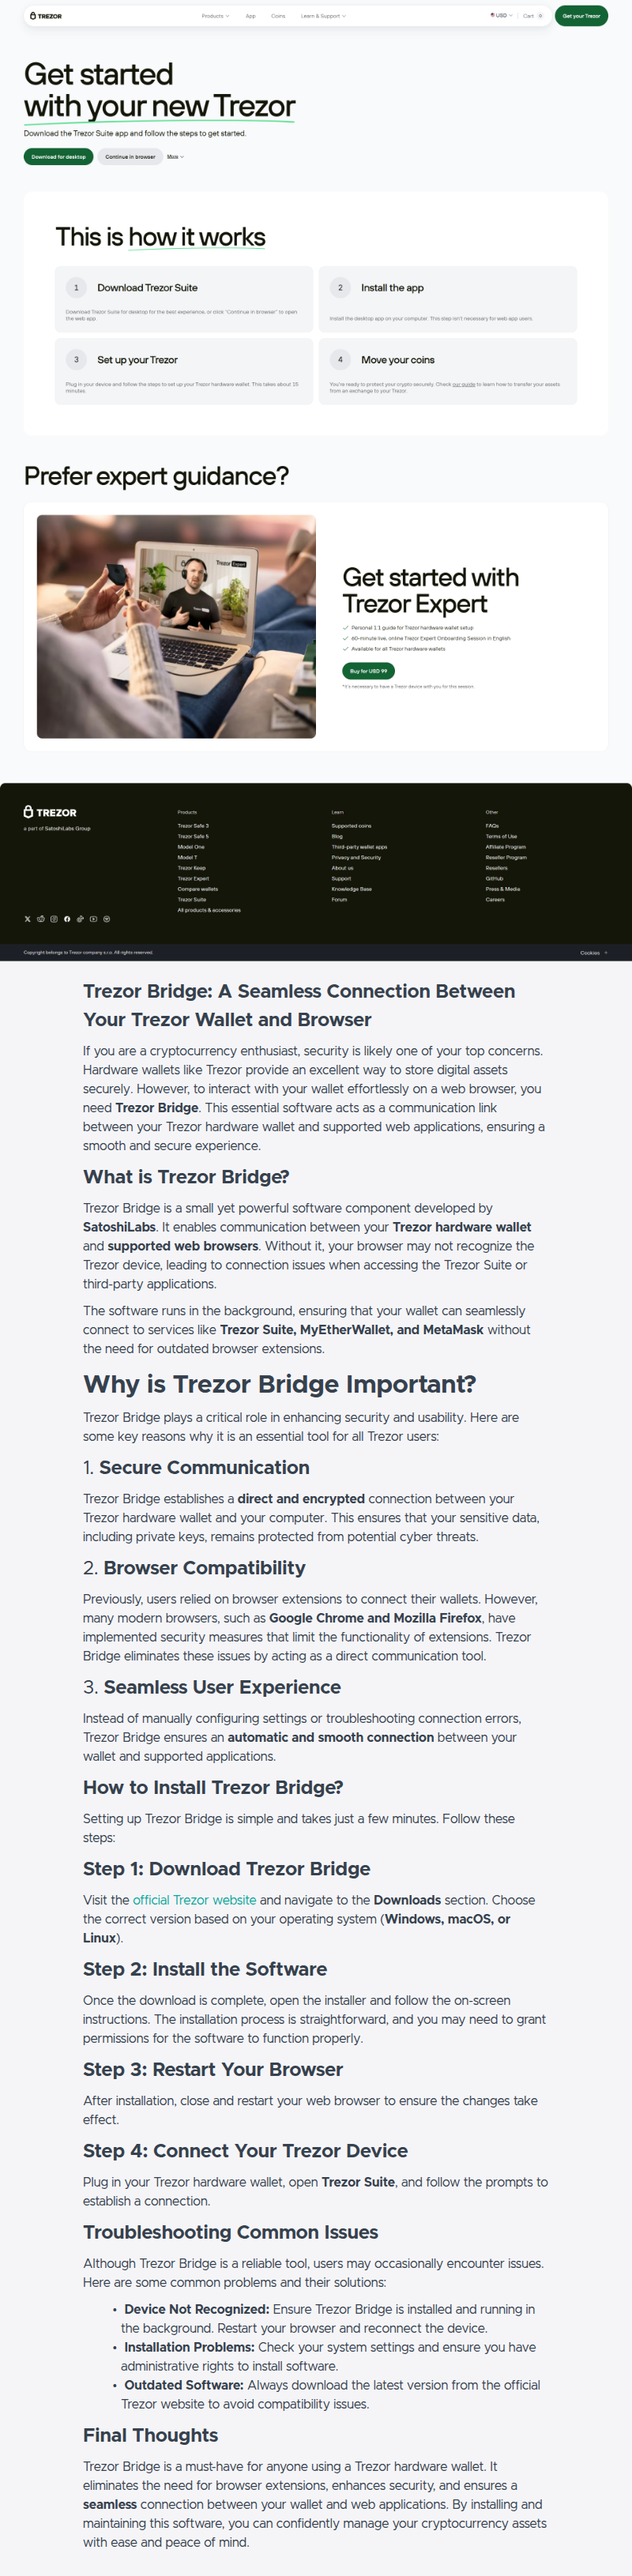 TREZOR Products App Coins Learn & Support USD Cart 0 Get your Trezor
Get started
with your new Trezor
Download the Trezor Suite app and follow the steps to get started.
Download for desktop Continue in browser More
This is how it works
1 Download Trezor Suite
Download Trezor Suite for desktop for the best experience, or click "Continue in browser" to open
the web app.
2 Install the app
Install the desktop app on your computer. This step isn't necessary for web app users.
3 Set up your Trezor
Plug in your device and follow the steps to set up your Trezor hardware wallet. This takes about 15
minutes.
4 Move your coins
You're ready to protect your crypto securely. Check our guide to learn how to transfer your assets
from an exchange to your Trezor.
Prefer expert guidance?
Trezor Expert
TREZOR
Get started with
Trezor Expert
Personal 1:1 guide for Trezor hardware wallet setup
60-minute live, online Trezor Expert Onboarding Session in English
Available for all Trezor hardware wallets
Buy for USD 99
*It's necessary to have a Trezor device with you for this session.
TREZOR
a part of SatoshiLabs Group
Products
Trezor Safe 3
Trezor Safe 5
Model One
Model T
Trezor Keep
Trezor Expert
Compare wallets
Trezor Suite
All products & accessories
Learn
Supported coins
Blog
Third-party wallet apps
Privacy and Security
About us
Support
Knowledge Base
Forum
Other
FAQs
Terms of Use
Affiliate Program
Reseller Program
Resellers
GitHub
Press & Media
Careers
Copyright belongs to Trezor company s.r.o. All rights reserved.
Cookies +
Trezor Bridge: A Seamless Connection Between
Your Trezor Wallet and Browser
If you are a cryptocurrency enthusiast, security is likely one of your top concerns.
Hardware wallets like Trezor provide an excellent way to store digital assets
securely. However, to interact with your wallet effortlessly on a web browser, you
need Trezor Bridge. This essential software acts as a communication link
between your Trezor hardware wallet and supported web applications, ensuring a
smooth and secure experience.
What is Trezor Bridge?
Trezor Bridge is a small yet powerful software component developed by
SatoshiLabs. It enables communication between your Trezor hardware wallet
and supported web browsers. Without it, your browser may not recognize the
Trezor device, leading to connection issues when accessing the Trezor Suite or
third-party applications.
The software runs in the background, ensuring that your wallet can seamlessly
connect to services like Trezor Suite, MyEtherWallet, and MetaMask without
the need for outdated browser extensions.
Why is Trezor Bridge Important?
Trezor Bridge plays a critical role in enhancing security and usability. Here are
some key reasons why it is an essential tool for all Trezor users:
1. Secure Communication
Trezor Bridge establishes a direct and encrypted connection between your
Trezor hardware wallet and your computer. This ensures that your sensitive data,
including private keys, remains protected from potential cyber threats.
2. Browser Compatibility
Previously, users relied on browser extensions to connect their wallets. However,
many modern browsers, such as Google Chrome and Mozilla Firefox, have
implemented security measures that limit the functionality of extensions. Trezor
Bridge eliminates these issues by acting as a direct communication tool.
3. Seamless User Experience
Instead of manually configuring settings or troubleshooting connection errors,
Trezor Bridge ensures an automatic and smooth connection between your
wallet and supported applications.
How to Install Trezor Bridge?
Setting up Trezor Bridge is simple and takes just a few minutes. Follow these
steps:
Step 1: Download Trezor Bridge
Visit the official Trezor website and navigate to the Downloads section. Choose
the correct version based on your operating system (Windows, macOS, or
Linux).
Step 2: Install the Software
Once the download is complete, open the installer and follow the on-screen
instructions. The installation process is straightforward, and you may need to grant
permissions for the software to function properly.
Step 3: Restart Your Browser
After installation, close and restart your web browser to ensure the changes take
effect.
Step 4: Connect Your Trezor Device
Plug in your Trezor hardware wallet, open Trezor Suite, and follow the prompts to
establish a connection.
Troubleshooting Common Issues
Although Trezor Bridge is a reliable tool, users may occasionally encounter issues.
Here are some common problems and their solutions:
• Device Not Recognized: Ensure Trezor Bridge is installed and running in
the background. Restart your browser and reconnect the device.
• Installation Problems: Check your system settings and ensure you have
administrative rights to install software.
• Outdated Software: Always download the latest version from the official
Trezor website to avoid compatibility issues.
Final Thoughts
Trezor Bridge is a must-have for anyone using a Trezor hardware wallet. It
eliminates the need for browser extensions, enhances security, and ensures a
seamless connection between your wallet and web applications. By installing and
maintaining this software, you can confidently manage your cryptocurrency assets
with ease and peace of mind.